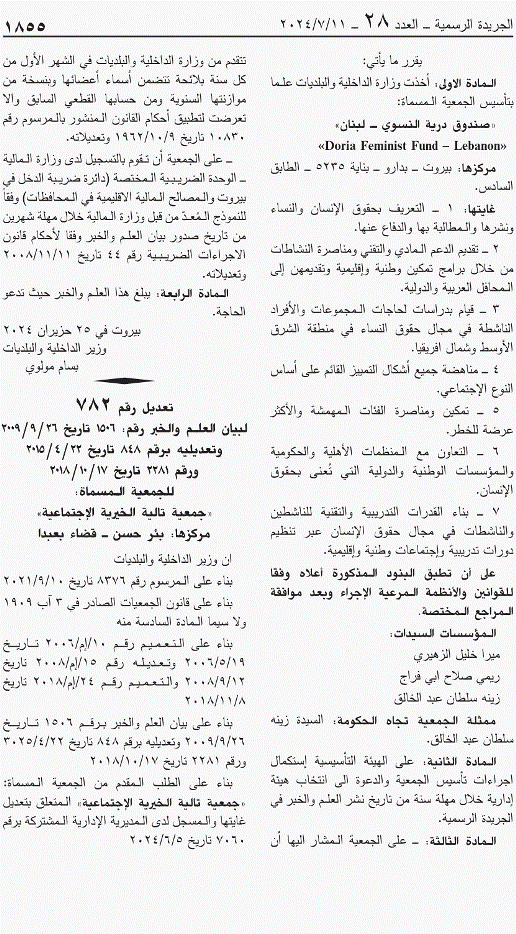 الجريدة الرسمية ــ العدد ٢٨ ــ ٢٠٢٤/٧/١١
١٨٥٥
يقرر ما يأتي:
المادة الاولى: أخذت وزارة الداخلية والبلديات علما
بتأسيس الجمعية المسماة:
«صندوق درية النسوي ــ لبنان»
«Doria Feminist Fund – Lebanon»
مركزها: بيروت ــ بدارو ــ بناية ٥٢٣٥ ــ الطابق
السادس.
غايتها: ١ ــ التعريف بحقوق الإنسان والنساء
ونشرها والمطالبة بها والدفاع عنها.
٢ ــ تقديم الدعم المادي والتقني ومناصرة النشاطات
من خلال برامج تمكين وطنية وإقليمية وتقديمهن إلى
المحافل العربية والدولية.
٣ ــ قيام بدراسات لحاجات المجموعات والأفراد
الناشطة في مجال حقوق النساء في منطقة الشرق
الأوسط وشمال افريقيا.
٤ ــ مناهضة جميع أشكال التمييز القائم على أساس
النوع الإجتماعي.
٥ ــ تمكين ومناصرة الفئات المهمشة والأكثر
عرضة للخطر.
٦ ــ التعاون مع المنظمات الأهلية والحكومية
والمؤسسات الوطنية والدولية التي تُعنى بحقوق
الإنسان.
٧ ــ بناء القدرات التدريبية والتقنية للناشطين
والناشطات في مجال حقوق الإنسان عبر تنظيم
دورات تدريبية وإجتماعات وطنية وإقليمية.
على أن تطبق البنود المذكورة أعلاه وفقا
للقوانين والأنظمة المرعية الإجراء وبعد موافقة
المراجع المختصة.
المؤسسات السيدات:
ميرا خليل الزهيري
ريمي صلاح ابي فراج
زينه سلطان عبد الخالق
ممثلة الجمعية تجاه الحكومة: السيدة زينه
سلطان عبد الخالق.
المادة الثانية: على الهيئة التأسيسية إستكمال
اجراءات تأسيس الجمعية والدعوة الى انتخاب هيئة
إدارية خلال مهلة سنة من تاريخ نشر العلم والخبر في
الجريدة الرسمية.
المادة الثالثة: ــ على الجمعية المشار اليها أن
تتقدم من وزارة الداخلية والبلديات في الشهر الأول من
كل سنة بلائحة تتضمن أسماء أعضائها وبنسخة من
موازنتها السنوية ومن حسابها القطعي السابق والا
تعرضت لتطبيق أحكام القانون المنشور بالمرسوم رقم
١٠٨٣٠ تاريخ ١٩٦٢/١٠/٩ وتعديلاته.
ــ على الجمعية أن تقوم بالتسجيل لدى وزارة المالية
ــ الوحدة الضريبية المختصة (دائرة ضريبة الدخل في
بيروت والمصالح المالية الاقليمية في المحافظات) وفقاً
للنموذج المُعدّ من قبل وزارة المالية خلال مهلة شهرين
من تاريخ صدور بيان العلم والخبر وفقا لأحكام قانون
الاجراءات الضريبية رقم ٤٤ تاريخ ٢٠٠٨/١١/١١
وتعديلاته.
المادة الرابعة: يبلغ هذا العلم والخبر حيث تدعو
الحاجة.
بيروت في ٢٥ حزيران ٢٠٢٤
وزير الداخلية والبلديات
بسام مولوي
تعديل رقم ٧٨٢
لبيان العلم والخبر رقم: ١٥٠٦ تاريخ ٢٠٠٩/٩/٢٦
وتعديليه برقم ٨٤٨ تاريخ ٢٠١٥/٤/٢٢
ورقم ٢٢٨١ تاريخ ٢٠١٨/١٠/١٧
للجمعية المسماة:
«جمعية تالية الخيرية الإجتماعية»
مركزها: بئر حسن ــ قضاء بعبدا
ان وزير الداخلية والبلديات
بناء على المرسوم رقم ٨٣٧٦ تاريخ ٢٠٢١/٩/١٠
بناء على قانون الجمعيات الصادر في ٣ آب ١٩٠٩
ولا سيما المادة السادسة منه
بناء على التعميم رقم ١٠/إم/٢٠٠٦ تاريخ
٢٠٠٦/٥/١٩ وتعديله رقم ١٥/إم/٢٠٠٨ تاريخ
٢٠٠٨/٩/١٢ والتعميم رقم ٢٤/إم/٢٠١٨ تاريخ
٢٠١٨/١١/٨
بناء على بيان العلم والخبر برقم ١٥٠٦ تاريخ
٢٠٠٩/٩/٢٦ وتعديليه برقم ٨٤٨ تاريخ ٣٠٢٥/٤/٢٢
ورقم ٢٢٨١ تاريخ ٢٠١٨/١٠/١٧
بناء على الطلب المقدم من الجمعية المسماة:
«جمعية تالية الخيرية الإجتماعية» المتعلق بتعديل
غايتها والمسجل لدى المديرية الإدارية المشتركة برقم
٧٠٦٠ تاريخ ٢٠٢٤/٦/٥